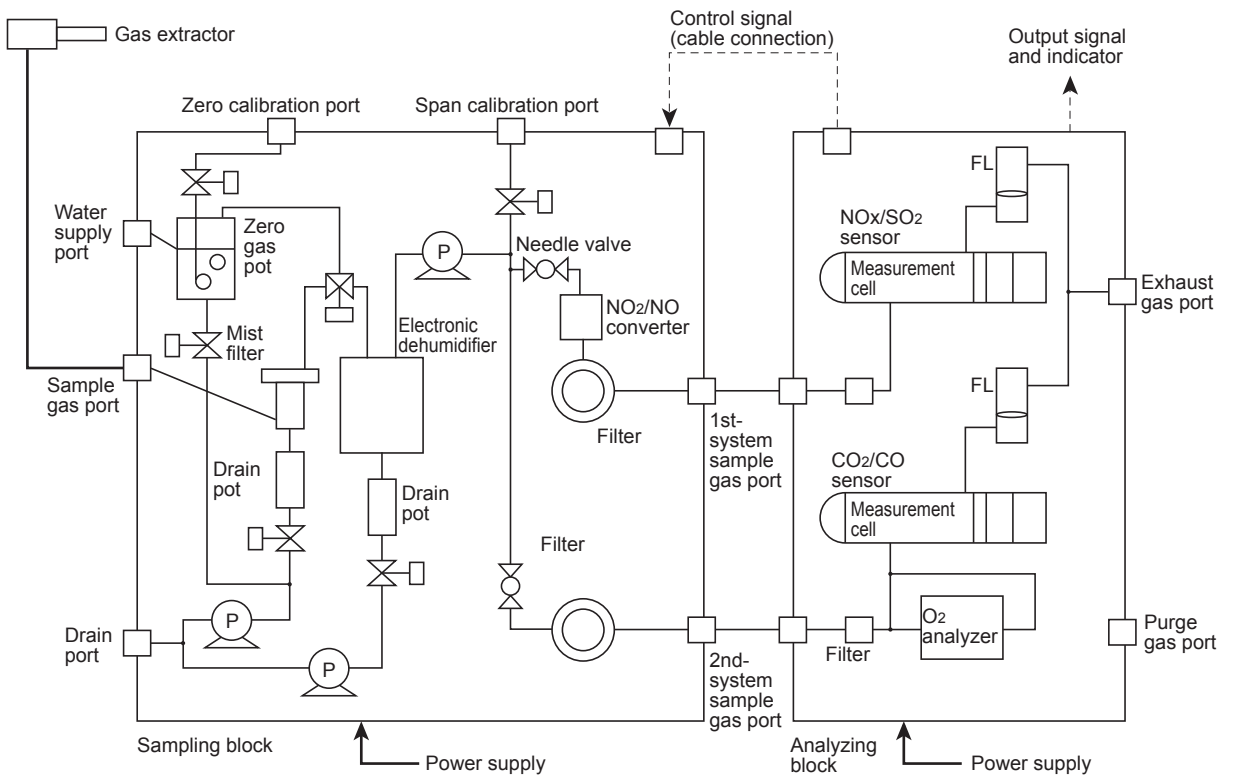 Gas extractor
Control signal
(cable connection)
Output signal
and indicator
Zero calibration port
Span calibration port
FL
Water
supply
port
Zero
gas
pot
NOx/SO2
sensor
Needle valve
Measurement
cell
Exhaust
gas port
P
NO2/NO
converter
Mist
filter
Electronic
dehumidifier
Sample
gas port
FL
Filter
1st-
system
sample
gas port
CO2/CO
sensor
Drain
pot
Drain
pot
Measurement
cell
Filter
P
O2
analyzer
Purge
gas port
Drain
port
P
Filter
2nd-
system
sample
gas port
Sampling block
Power supply
Analyzing
block
Power supply